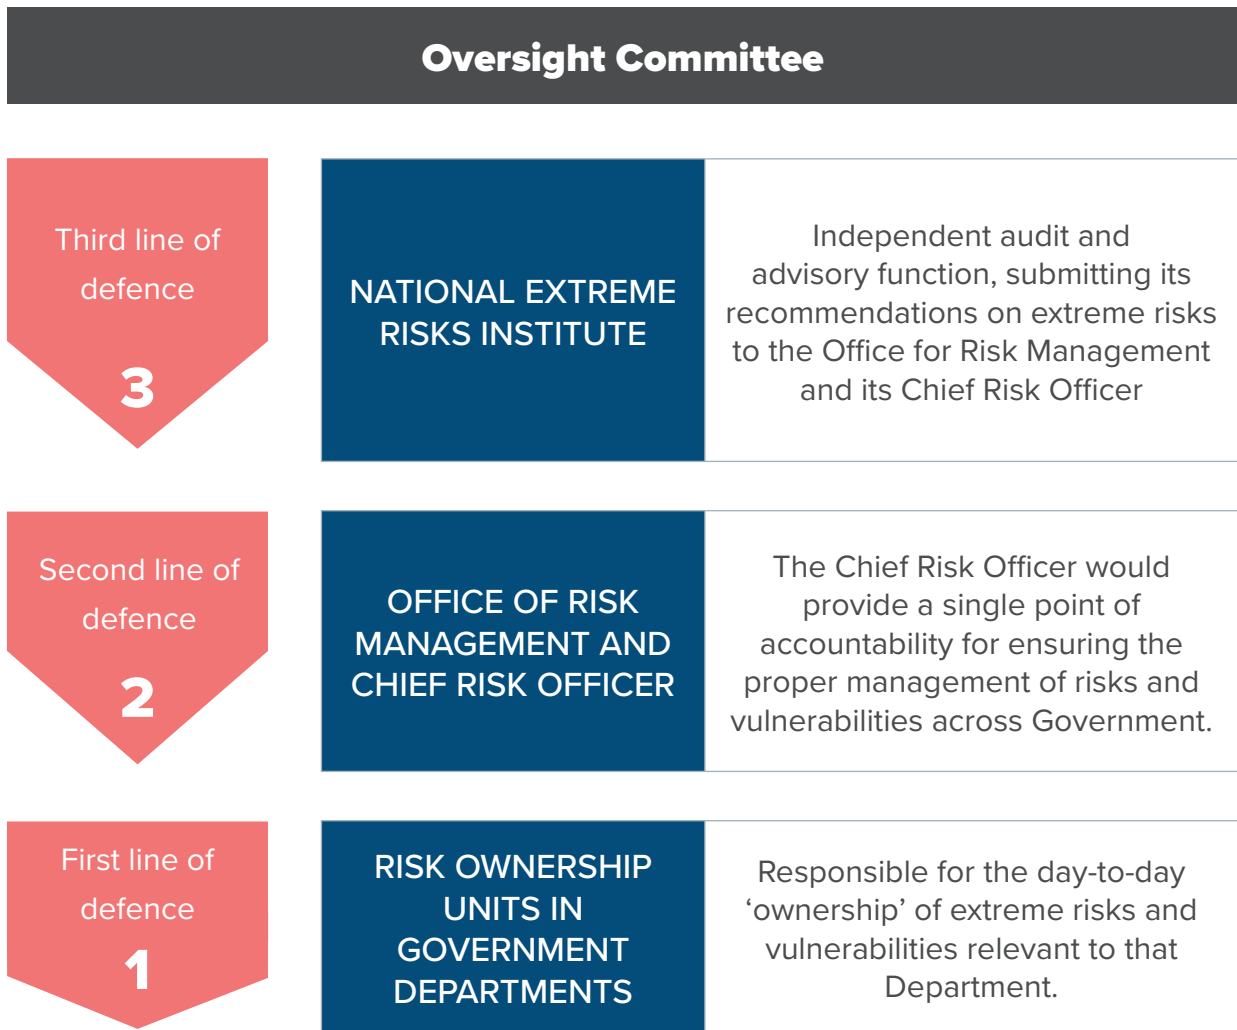 Oversight Committee
Third line of
defence
3
NATIONAL EXTREME
RISKS INSTITUTE
Independent audit and
advisory function, submitting its
recommendations on extreme risks
to the Office for Risk Management
and its Chief Risk Officer
Second line of
defence
2
OFFICE OF RISK
MANAGEMENT AND
CHIEF RISK OFFICER
The Chief Risk Officer would
provide a single point of
accountability for ensuring the
proper management of risks and
vulnerabilities across Government.
First line of
defence
1
RISK OWNERSHIP
UNITS IN
GOVERNMENT
DEPARTMENTS
Responsible for the day-to-day
‘ownership’ of extreme risks and
vulnerabilities relevant to that
Department.